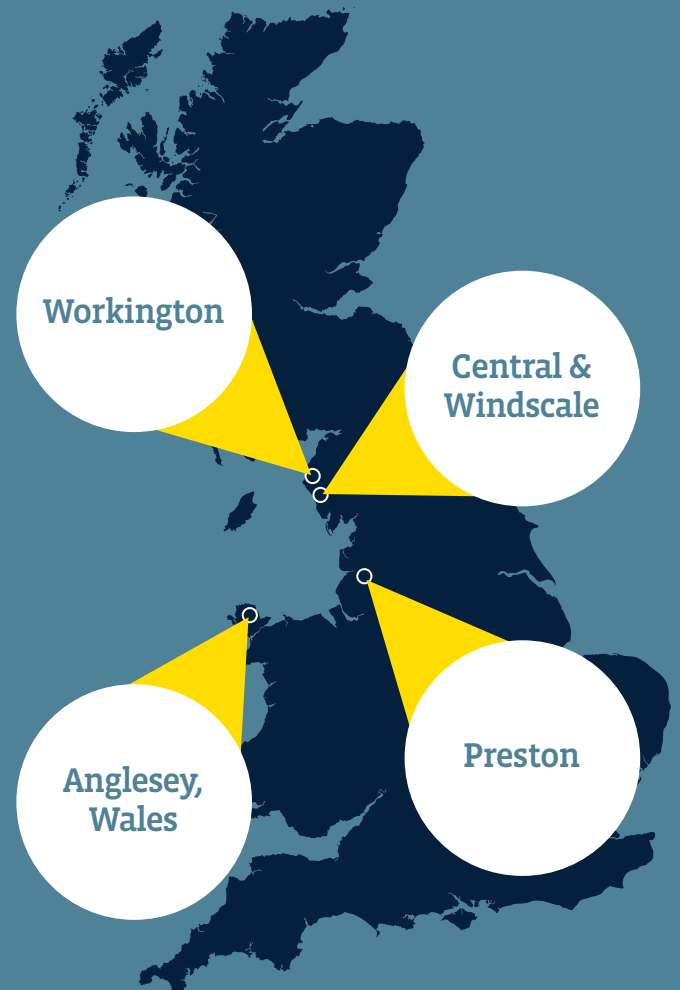 Workington
Central &
Windscale
Anglesey,
Wales
Preston